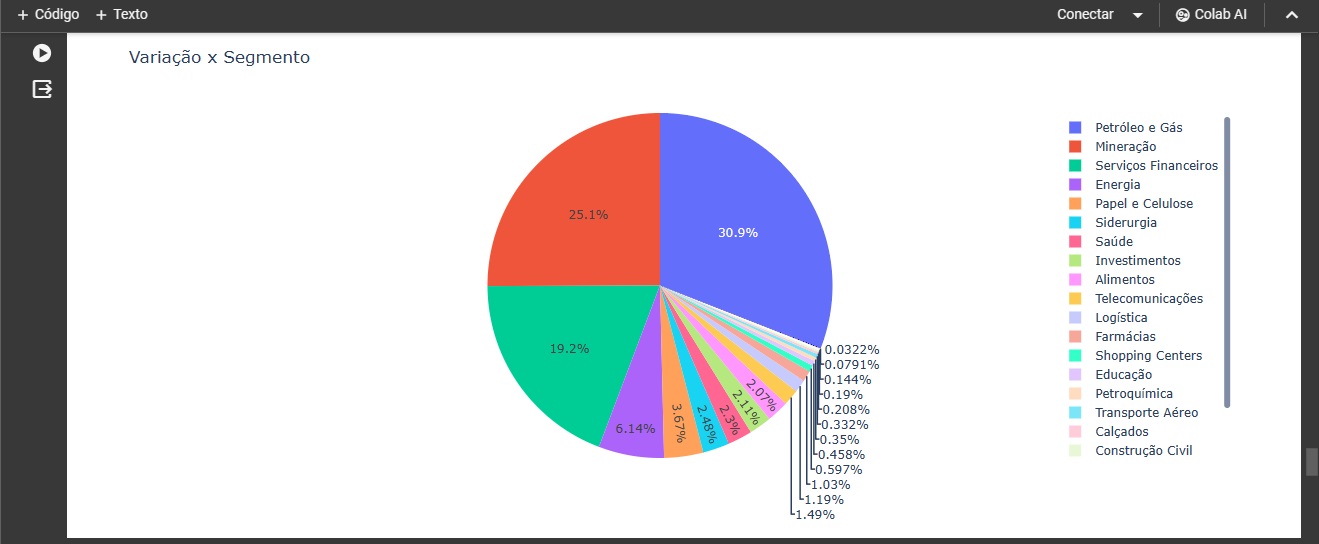 + Código + Texto Conectar Colab AI
Variação x Segmento
30.9%
25.1%
19.2%
6.14%
3.67%
2.48%
2.3%
2.11%
2.07%
0.0322%
0.0791%
0.144%
0.19%
0.208%
0.332%
0.35%
0.458%
0.597%
1.03%
1.19%
1.49%
Petróleo e Gás
Mineração
Serviços Financeiros
Energia
Papel e Celulose
Siderurgia
Saúde
Investimentos
Alimentos
Telecomunicações
Logística
Farmácias
Shopping Centers
Educação
Petroquímica
Transporte Aéreo
Calçados
Construção Civil